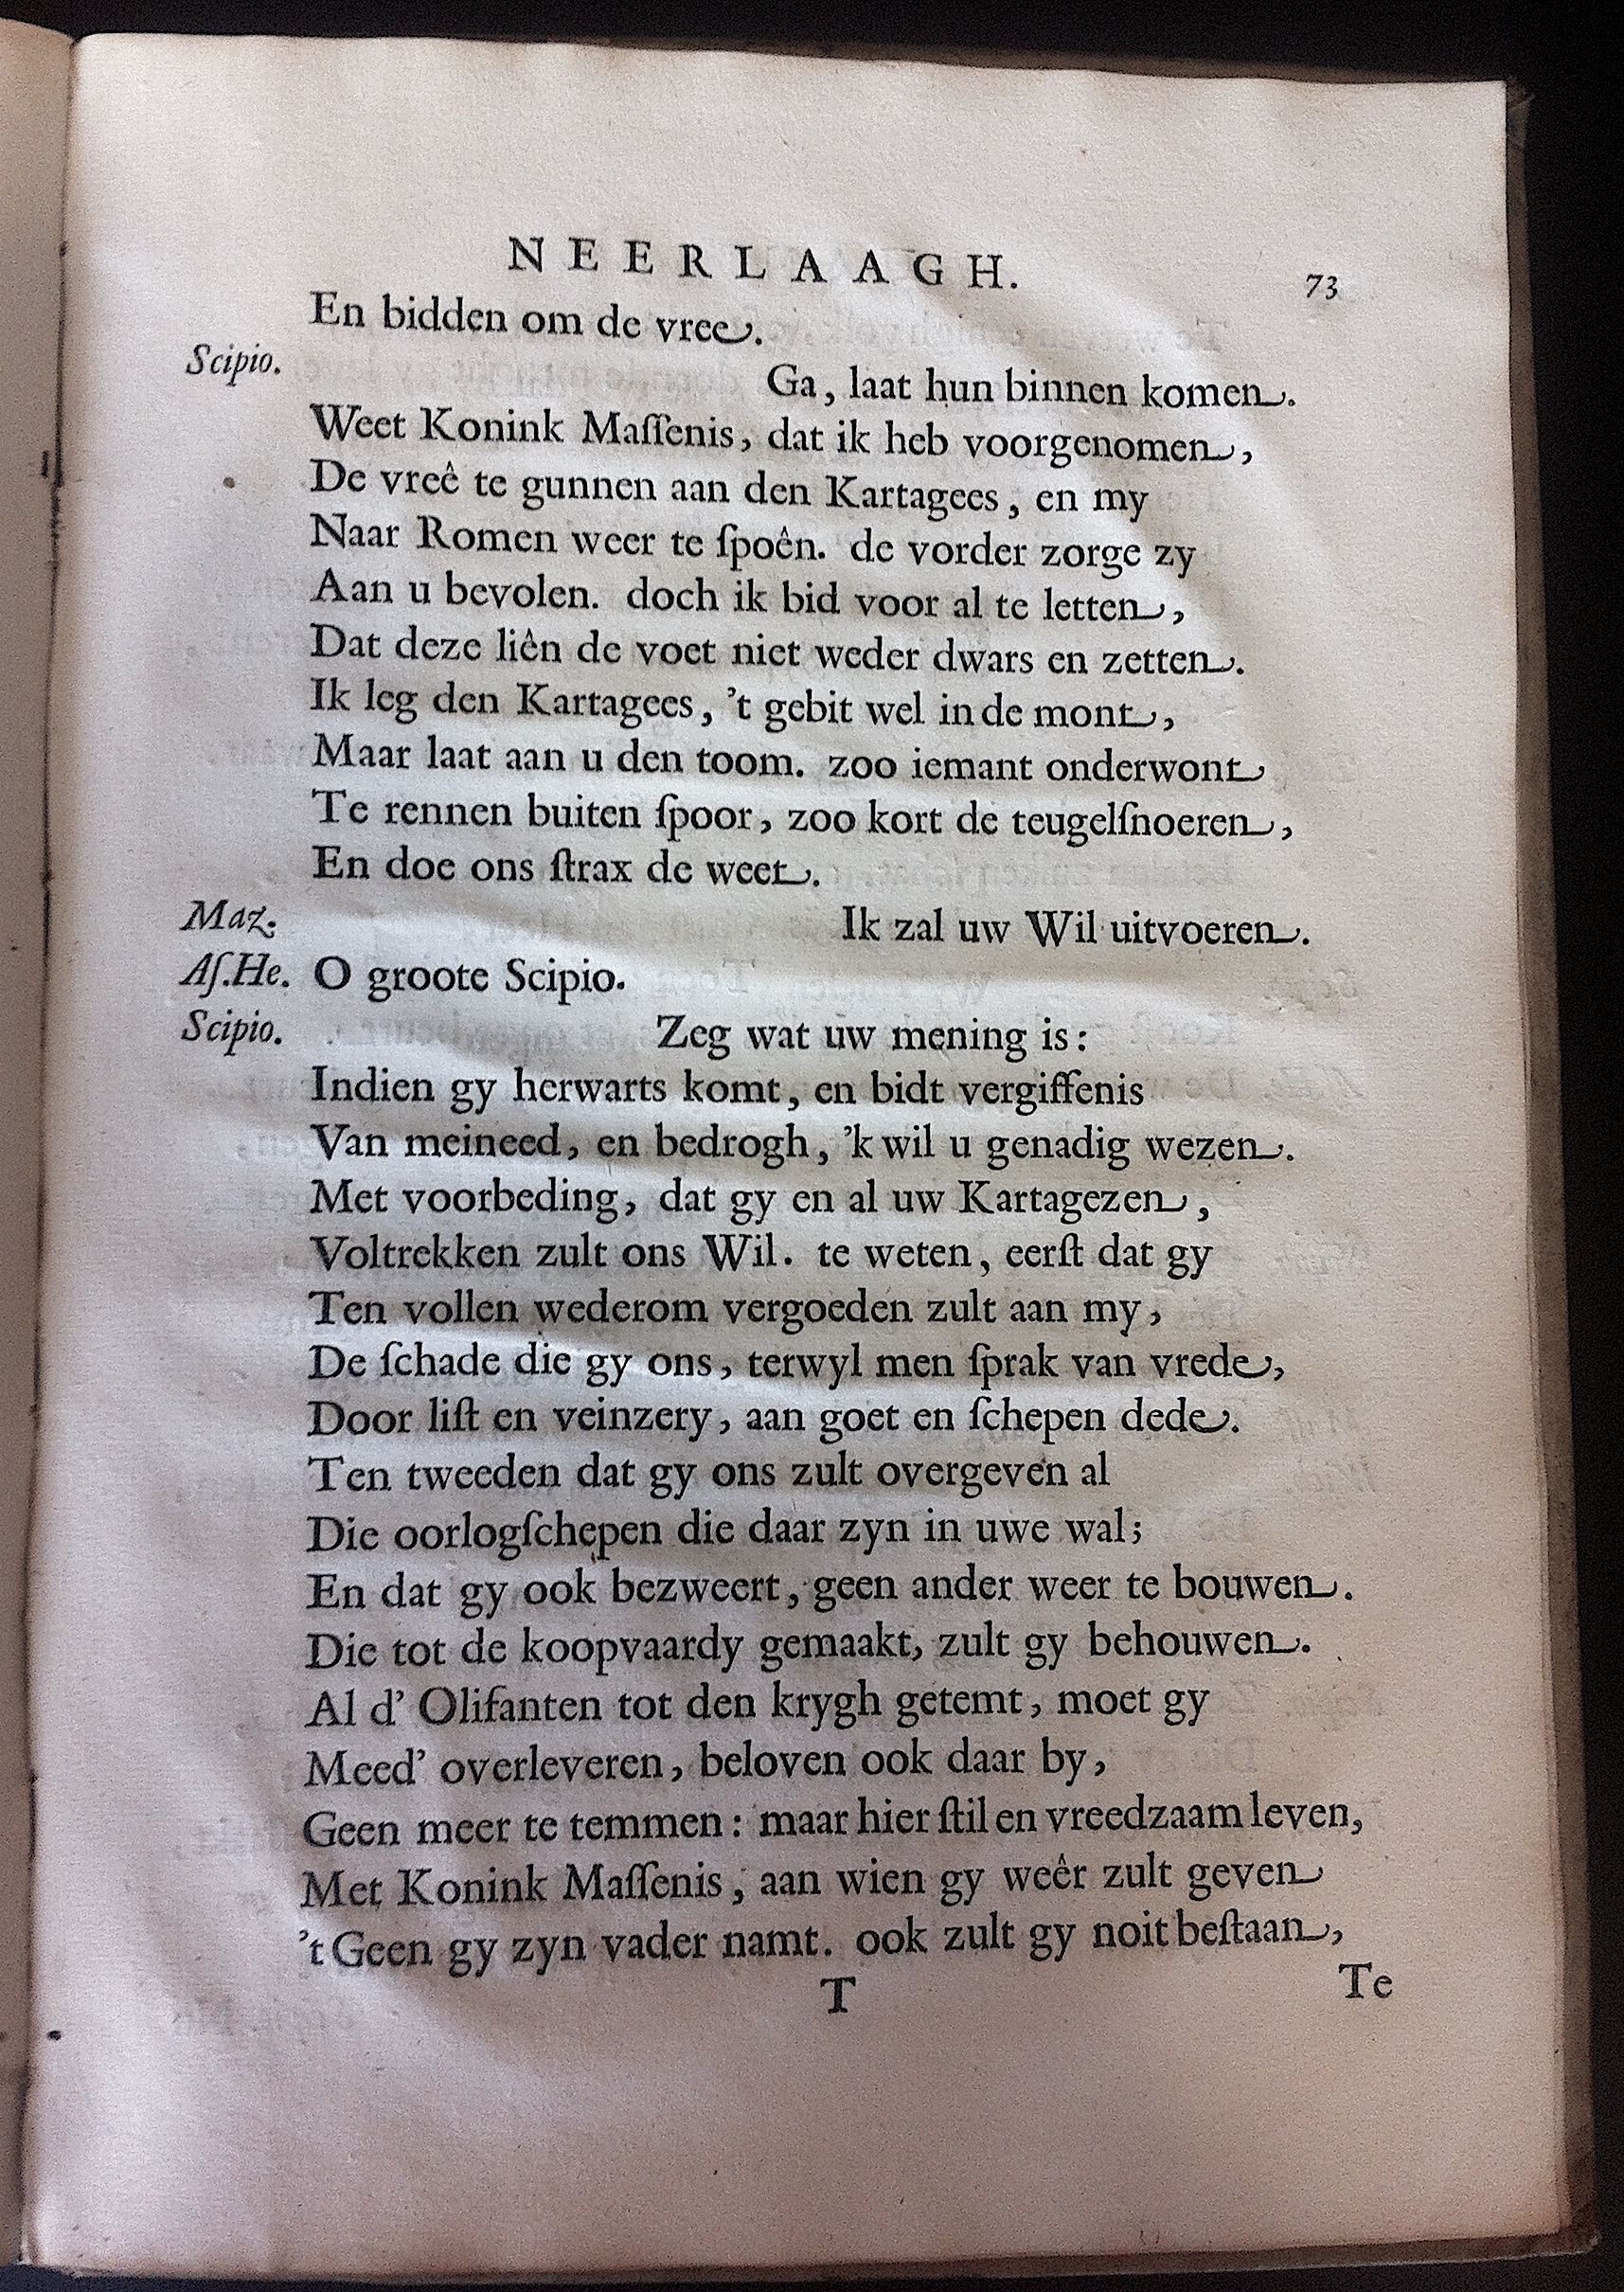 NEERLAAGH. 73
En bidden om de vree.
Scipio. Ga, laat hun binnen komen.
Weet Konink Maſſenis, dat ik heb voorgenomen,
De vreê te gunnen aan den Kartagees, en my
Naar Romen weer te ſpoên. de vorder zorge zy
Aan u bevolen. doch ik bid voor al te letten,
Dat deze liên de voet niet weder dwars en zetten.
Ik leg den Kartagees, 't gebit wel in de mont,
Maar laat aan u den toom. zoo iemant onderwont
Te rennen buiten ſpoor, zoo kort de teugelſnoeren,
En doe ons ſtrax de weet.
Maz. Ik zal uw Wil uitvoeren.
Aſ.He. O groote Scipio.
Scipio. Zeg wat uw mening is:
Indien gy herwarts komt, en bidt vergiffenis
Van meineed, en bedrogh, 'k wil u genadig wezen.
Met voorbeding, dat gy en al uw Kartagezen,
Voltrekken zult ons Wil. te weten, eerſt dat gy
Ten vollen wederom vergoeden zult aan my,
De ſchade die gy ons, terwyl men ſprak van vrede,
Door liſt en veinzery, aan goet en ſchepen dede.
Ten tweeden dat gy ons zult overgeven al
Die oorlogſchepen die daar zyn in uwe wal;
En dat gy ook bezweert, geen ander weer te bouwen.
Die tot de koopvaardy gemaakt, zult gy behouwen.
Al d' Olifanten tot den krygh getemt, moet gy
Meed' overleveren, beloven ook daar by,
Geen meer te temmen: maar hier ſtil en vreedzaam leven,
Met Konink Maſſenis, aan wien gy weêr zult geven
't Geen gy zyn vader namt. ook zult gy noit beſtaan,
T Te